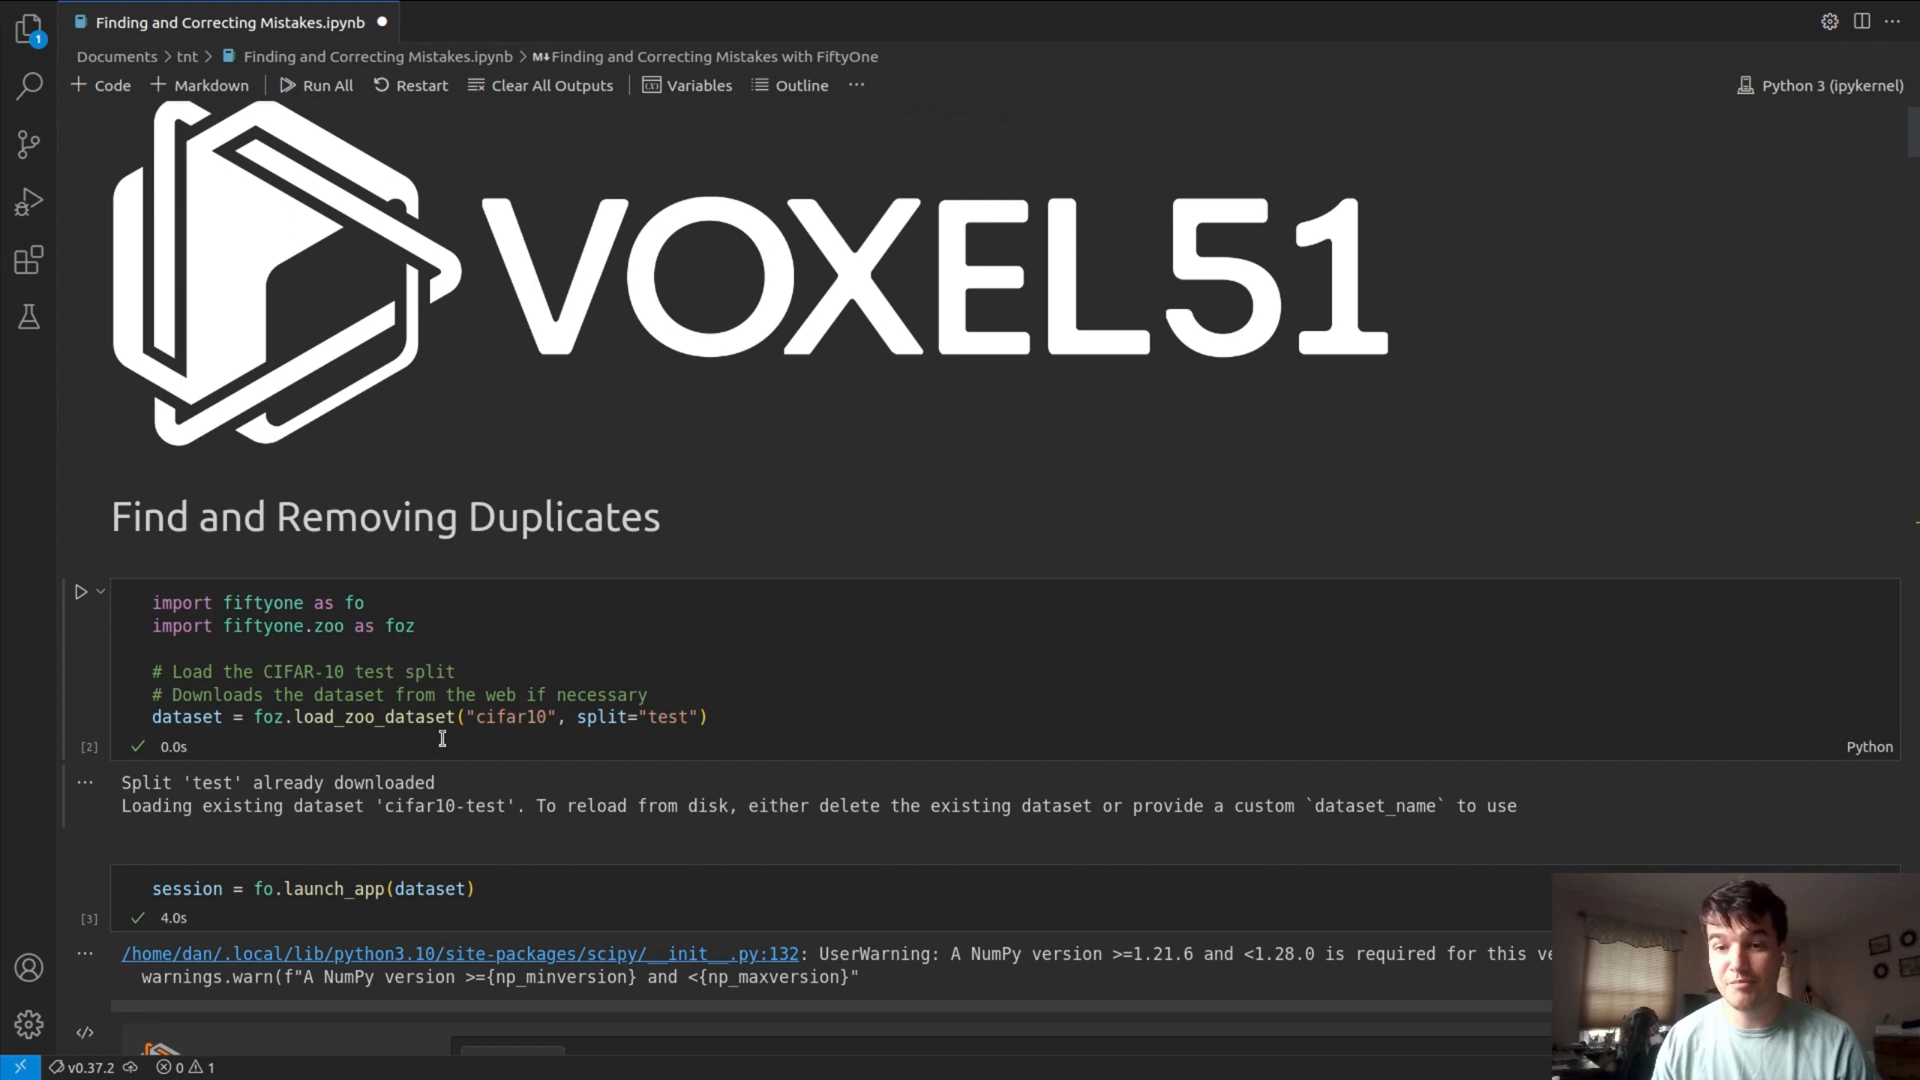 Finding and Correcting Mistakes.ipynb
1
Documents > tnt > Finding and Correcting Mistakes.ipynb > M↓Finding and Correcting Mistakes with FiftyOne
+ Code + Markdown | Run All Restart Clear All Outputs | Variables Outline ...
Python 3 (ipykernel)
VOXEL51
Find and Removing Duplicates
import fiftyone as fo
import fiftyone.zoo as foz
# Load the CIFAR-10 test split
# Downloads the dataset from the web if necessary
dataset = foz.load_zoo_dataset("cifar10", split="test")
[2] ✓ 0.0s Python
... Split 'test' already downloaded
Loading existing dataset 'cifar10-test'. To reload from disk, either delete the existing dataset or provide a custom `dataset_name` to use
session = fo.launch_app(dataset)
[3] ✓ 4.0s
... /home/dan/.local/lib/python3.10/site-packages/scipy/__init__.py:132: UserWarning: A NumPy version >=1.21.6 and <1.28.0 is required for this ve
warnings.warn(f"A NumPy version >={np_minversion} and <{np_maxversion}"
</>
v0.37.2 0 1